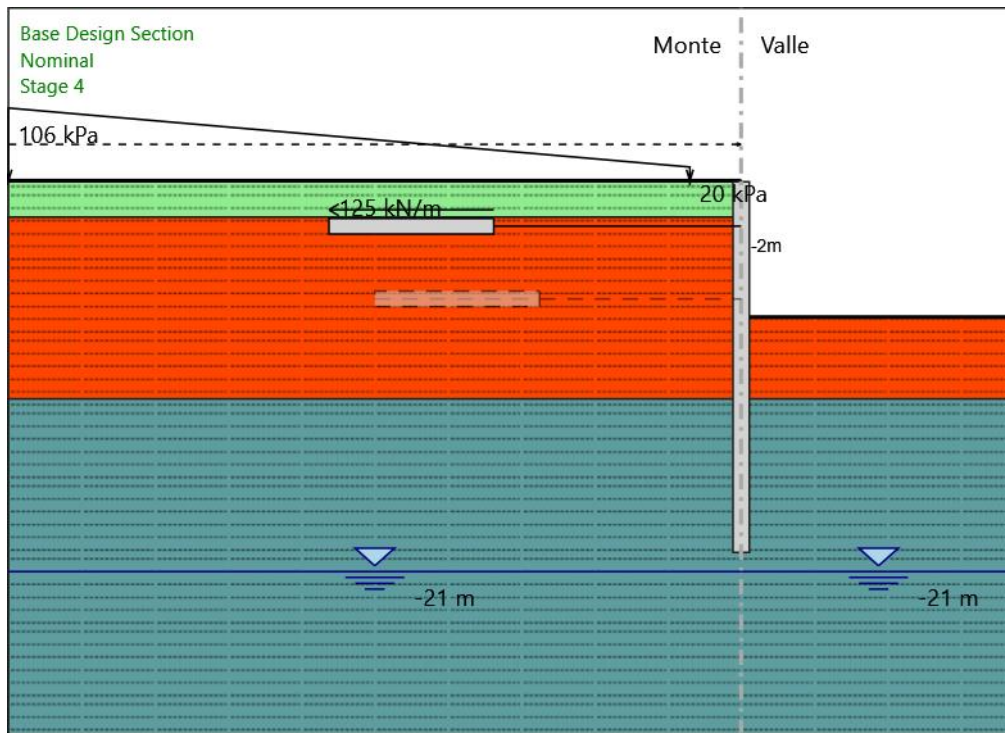 Base Design Section
Nominal
Stage 4
Monte
Valle
106 kPa
20 kPa
125 kN/m
-2m
-21 m
-21 m